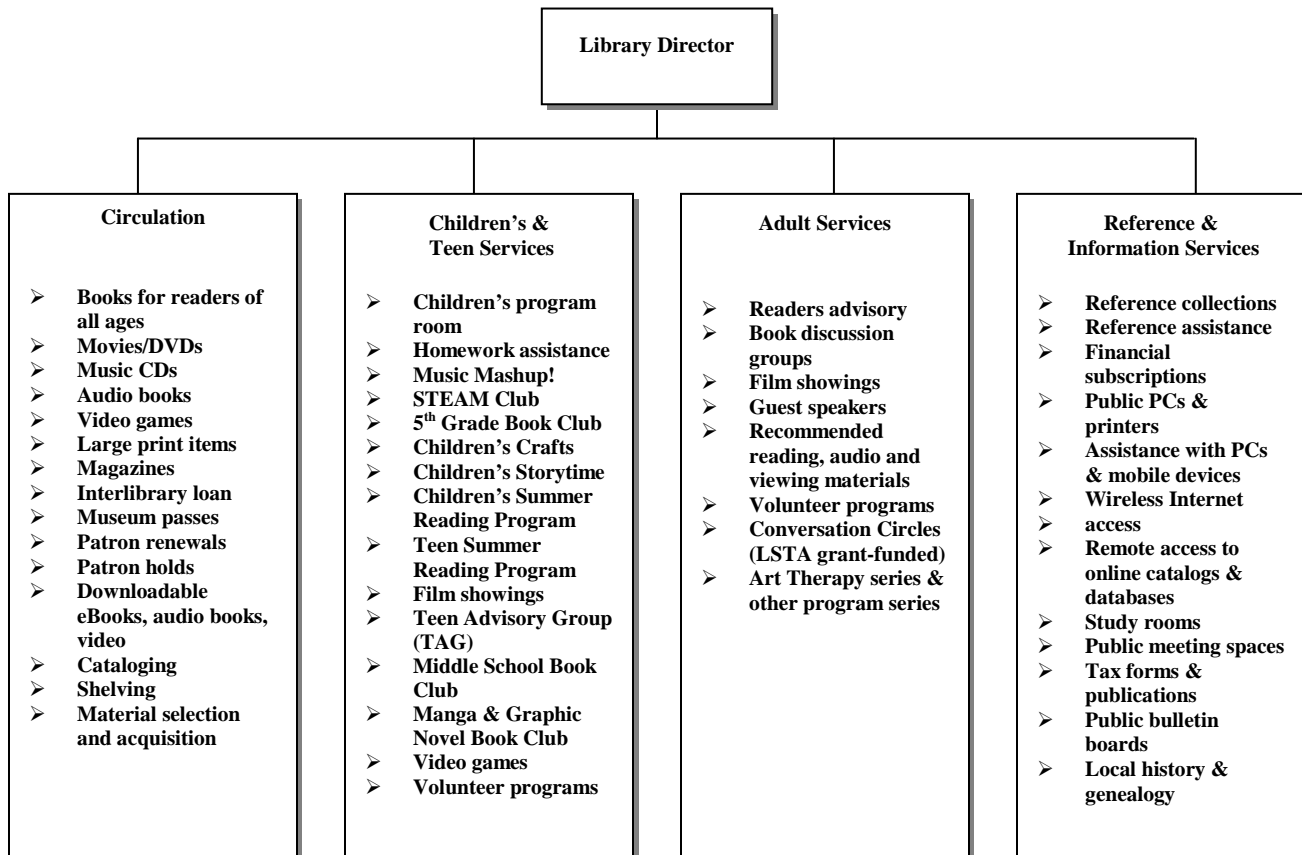 Library Director
Circulation
➢ Books for readers of
all ages
➢ Movies/DVDs
➢ Music CDs
➢ Audio books
➢ Video games
➢ Large print items
➢ Magazines
➢ Interlibrary loan
➢ Museum passes
➢ Patron renewals
➢ Patron holds
➢ Downloadable
eBooks, audio books,
video
➢ Cataloging
➢ Shelving
➢ Material selection
and acquisition
Children’s &
Teen Services
➢ Children’s program
room
➢ Homework assistance
➢ Music Mashup!
➢ STEAM Club
➢ 5th Grade Book Club
➢ Children’s Crafts
➢ Children’s Storytime
➢ Children’s Summer
Reading Program
➢ Teen Summer
Reading Program
➢ Film showings
➢ Teen Advisory Group
(TAG)
➢ Middle School Book
Club
➢ Manga & Graphic
Novel Book Club
➢ Video games
➢ Volunteer programs
Adult Services
➢ Readers advisory
➢ Book discussion
groups
➢ Film showings
➢ Guest speakers
➢ Recommended
reading, audio and
viewing materials
➢ Volunteer programs
➢ Conversation Circles
(LSTA grant-funded)
➢ Art Therapy series &
other program series
Reference &
Information Services
➢ Reference collections
➢ Reference assistance
➢ Financial
subscriptions
➢ Public PCs &
printers
➢ Assistance with PCs
& mobile devices
➢ Wireless Internet
➢ access
➢ Remote access to
online catalogs &
databases
➢ Study rooms
➢ Public meeting spaces
➢ Tax forms &
publications
➢ Public bulletin
boards
➢ Local history &
genealogy